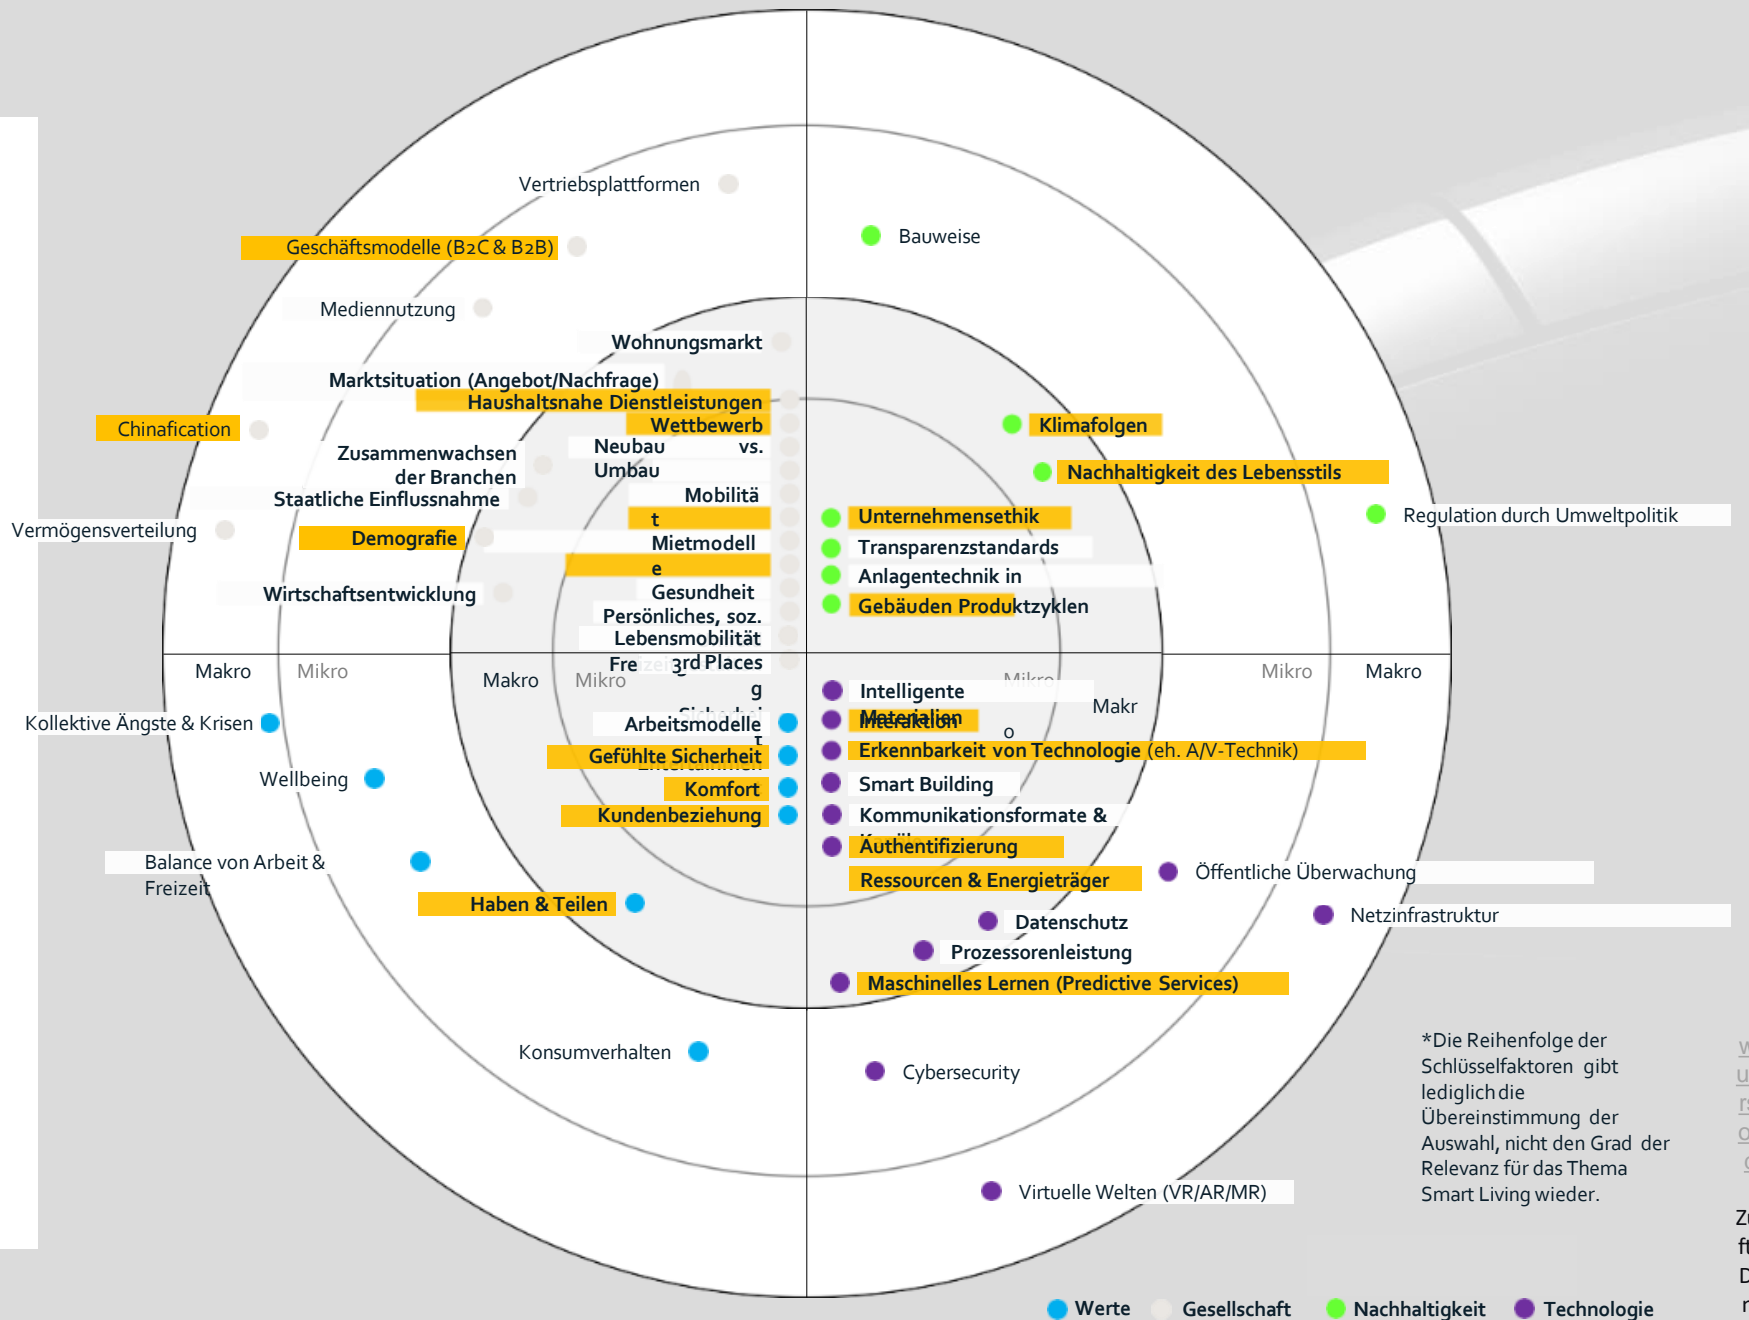 Vertriebsplattformen
Bauweise
Geschäftsmodelle (B2C & B2B)
Mediennutzung
Wohnungsmarkt
Marktsituation (Angebot/Nachfrage)
Haushaltsnahe Dienstleistungen
Chinafication
Wettbewerb
Klimafolgen
Neubau vs.
Umbau
Zusammenwachsen
der Branchen
Nachhaltigkeit des Lebensstils
Staatliche Einflussnahme
Mobilitä
t
Unternehmensethik
Regulation durch Umweltpolitik
Vermögensverteilung
Demografie
Mietmodell
e
Transparenzstandards
Anlagentechnik in
Wirtschaftsentwicklung
Gesundheit
Gebäuden Produktzyklen
Persönliches, soz.
Lebensmobilität
Freizeit
3rd Places
g
Makro
Mikro
Makro
Mikro
Mikro
Makr
o
Mikro
Makro
Intelligente
Materialien
Interaktion
Kollektive Ängste & Krisen
Arbeitsmodelle
t
Gefühlte Sicherheit
Erkennbarkeit von Technologie (eh. A/V-Technik)
Wellbeing
Komfort
Smart Building
Kundenbeziehung
Kommunikationsformate &
Authentifizierung
Balance von Arbeit &
Freizeit
Ressourcen & Energieträger
Öffentliche Überwachung
Haben & Teilen
Datenschutz
Netzinfrastruktur
Prozessorenleistung
Maschinelles Lernen (Predictive Services)
Konsumverhalten
Cybersecurity
Virtuelle Welten (VR/AR/MR)
*Die Reihenfolge der
Schlüsselfaktoren gibt
lediglich die
Übereinstimmung der
Auswahl, nicht den Grad der
Relevanz für das Thema
Smart Living wieder.
Werte
Gesellschaft
Nachhaltigkeit
Technologie